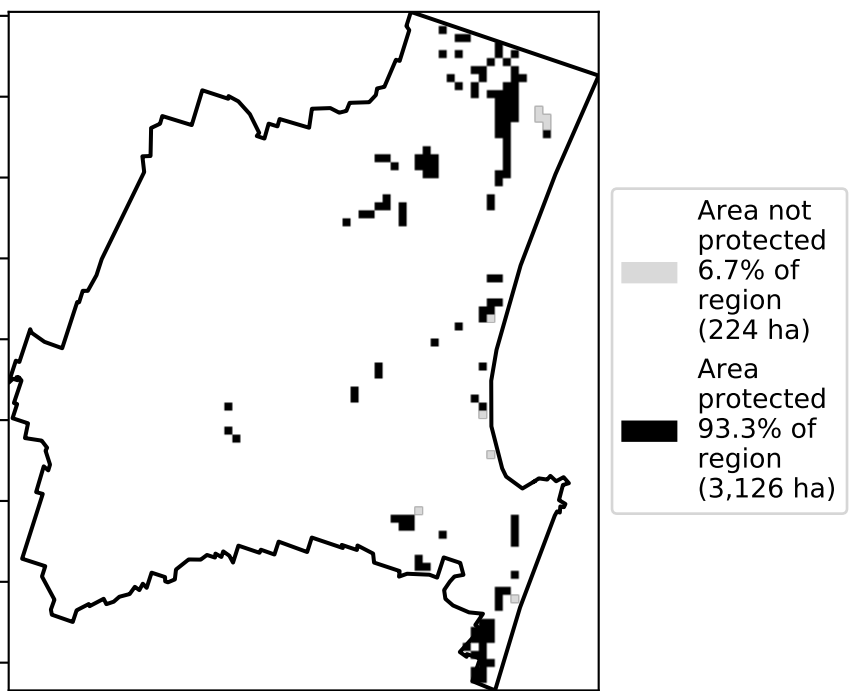 Area not
protected
6.7% of
region
(224 ha)
Area
protected
93.3% of
region
(3,126 ha)